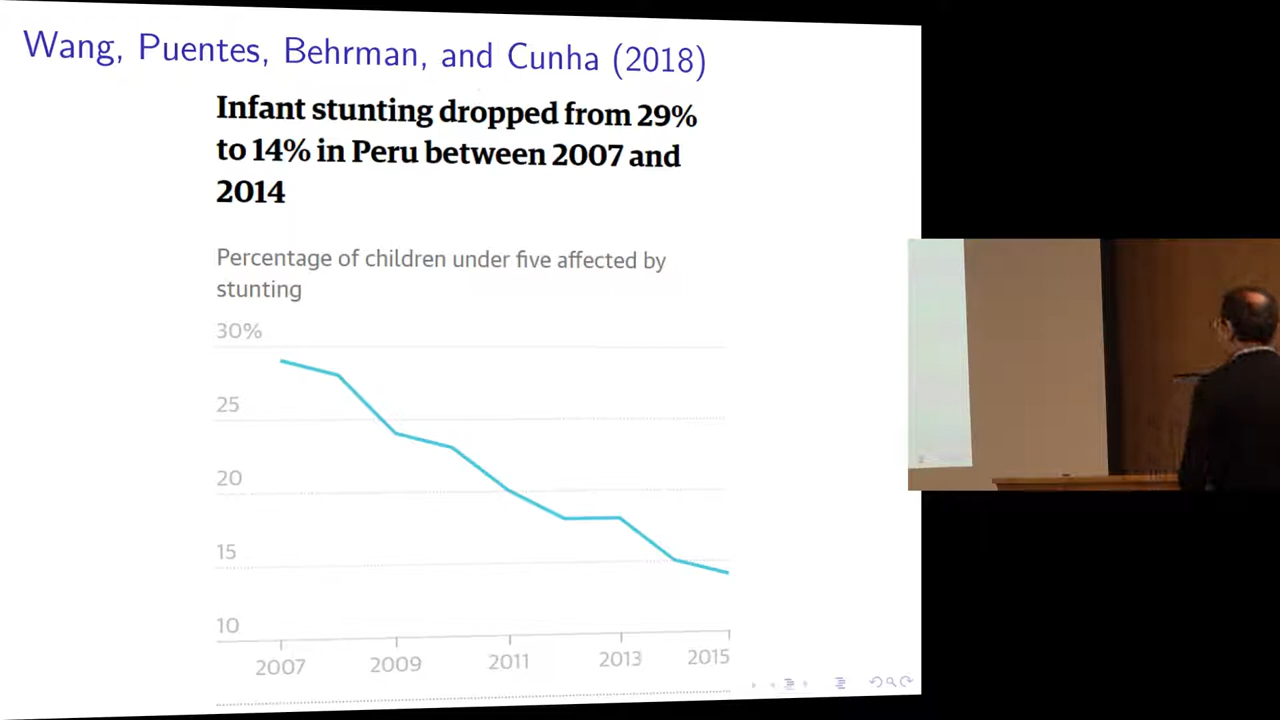 Wang, Puentes, Behrman, and Cunha (2018)
Infant stunting dropped from 29%
to 14% in Peru between 2007 and
2014
Percentage of children under five affected by
stunting
30%
25
20
15
10
2007 2009 2011 2013 2015